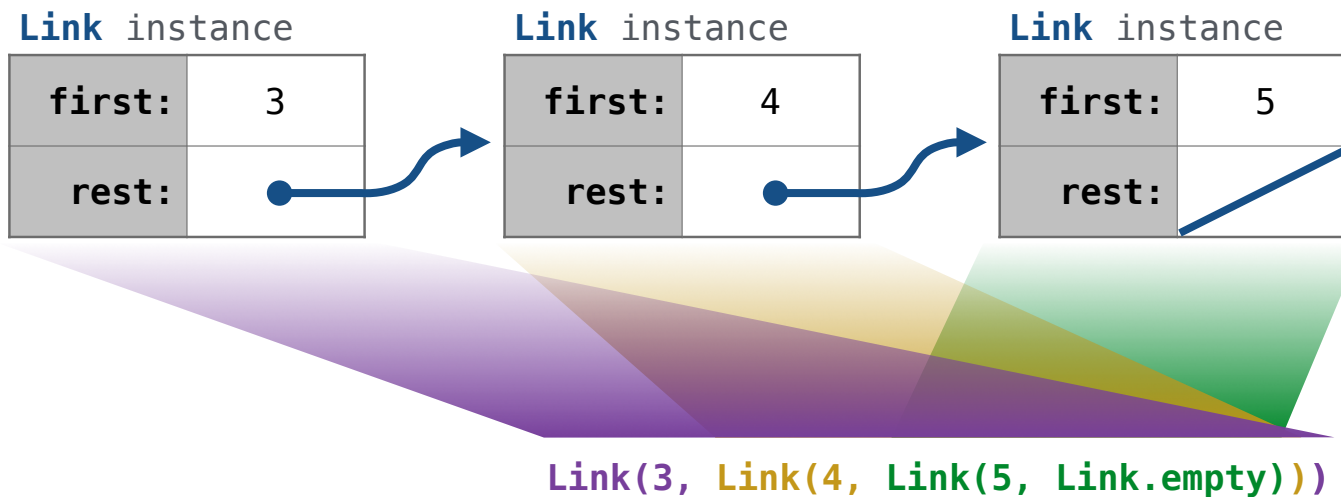 Link instance Link instance Link instance
first: 3 first: 4 first: 5
rest: rest: rest:
Link(3, Link(4, Link(5, Link.empty)))